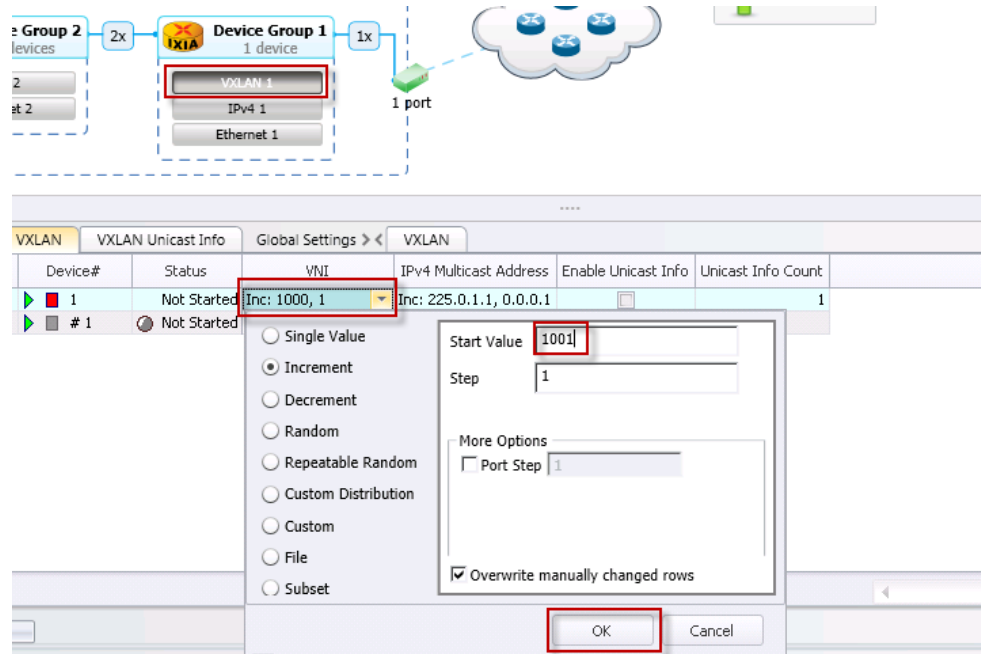 e Group 2
levices
2x
IXIA
Device Group 1
1 device
1x
2
et 2
VXLAN 1
IPv4 1
Ethernet 1
1 port
VXLAN
VXLAN Unicast Info
Global Settings
VXLAN
Device#
Status
VNI
IPv4 Multicast Address
Enable Unicast Info
Unicast Info Count
1
Not Started
Inc: 1000, 1
Inc: 225.0.1.1, 0.0.0.1
1
# 1
Not Started
Single Value
Increment
Decrement
Random
Repeatable Random
Custom Distribution
Custom
File
Subset
Start Value
1001
Step
1
More Options
Port Step
1
Overwrite manually changed rows
OK
Cancel